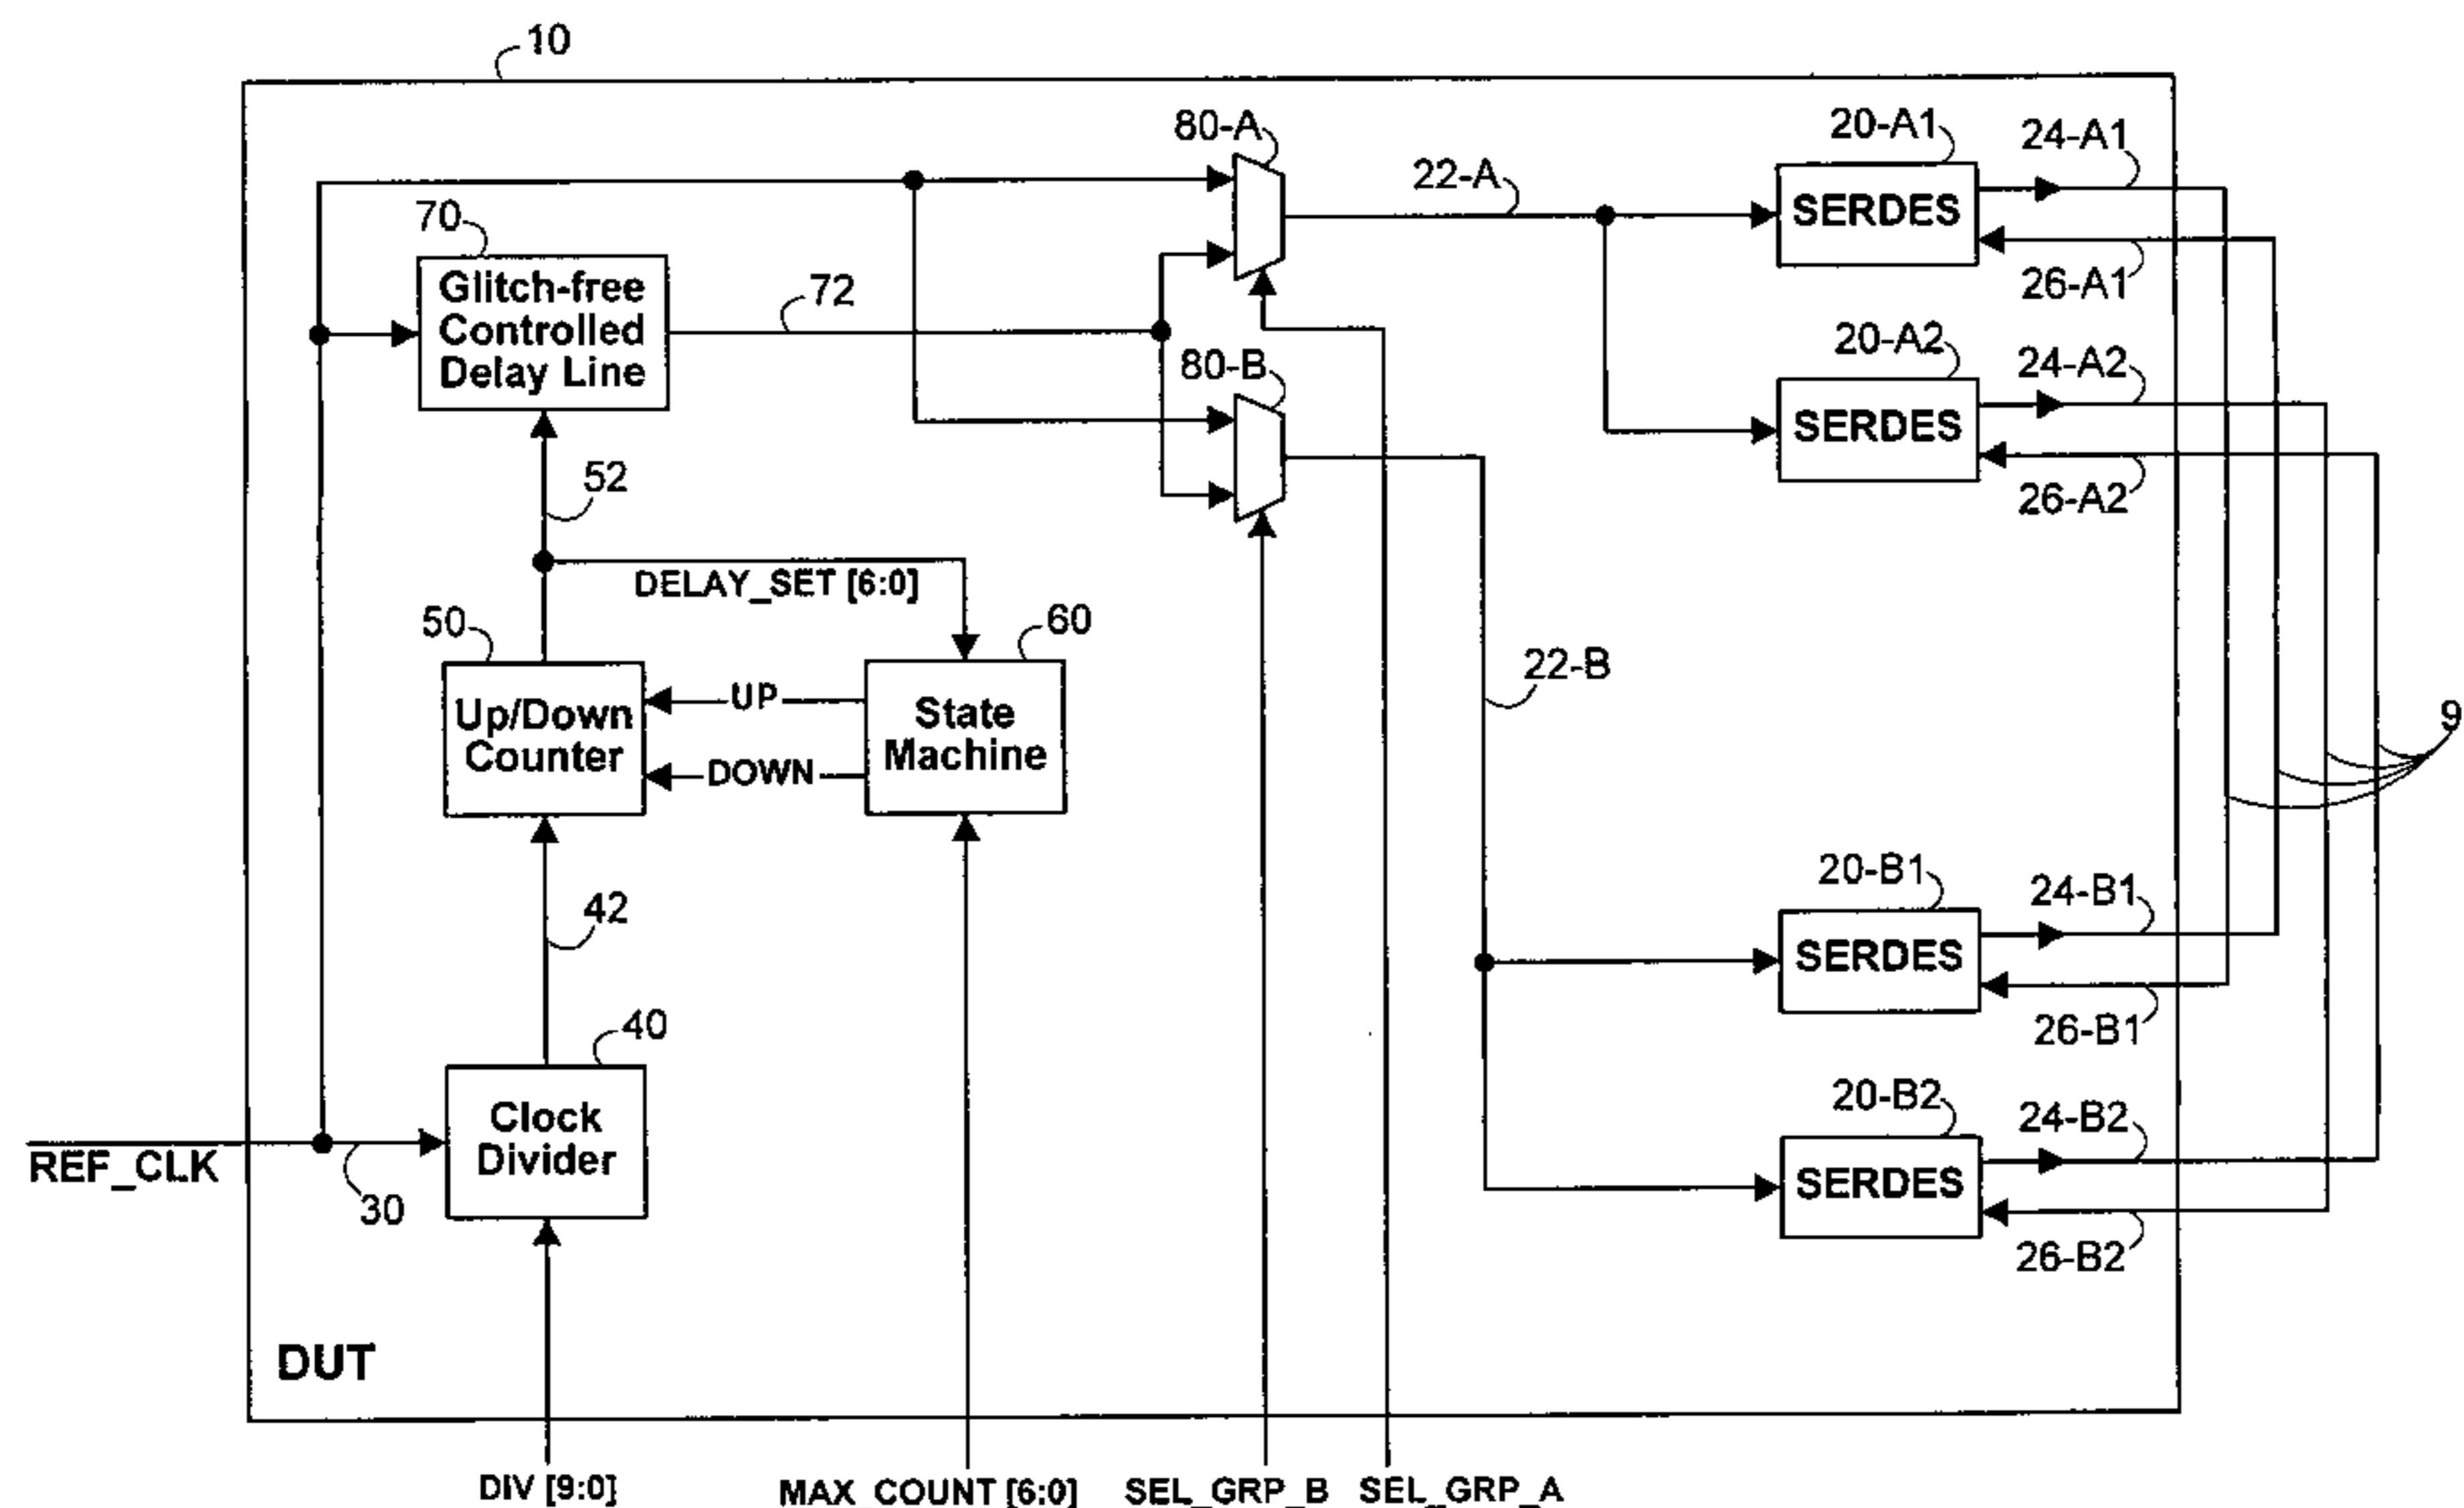 10
80-A
20-A1
24-A1
22-A
SERDES
26-A1
70
Glitch-free
Controlled
Delay Line
72
80-B
20-A2
24-A2
SERDES
26-A2
52
DELAY_SET [6:0]
50
60
22-B
Up/Down
Counter
UP
DOWN
State
Machine
9
20-B1
24-B1
SERDES
26-B1
42
40
Clock
Divider
20-B2
24-B2
SERDES
26-B2
REF_CLK
30
DUT
DIV [9:0]
MAX_COUNT [6:0]
SEL_GRP_B
SEL_GRP_A